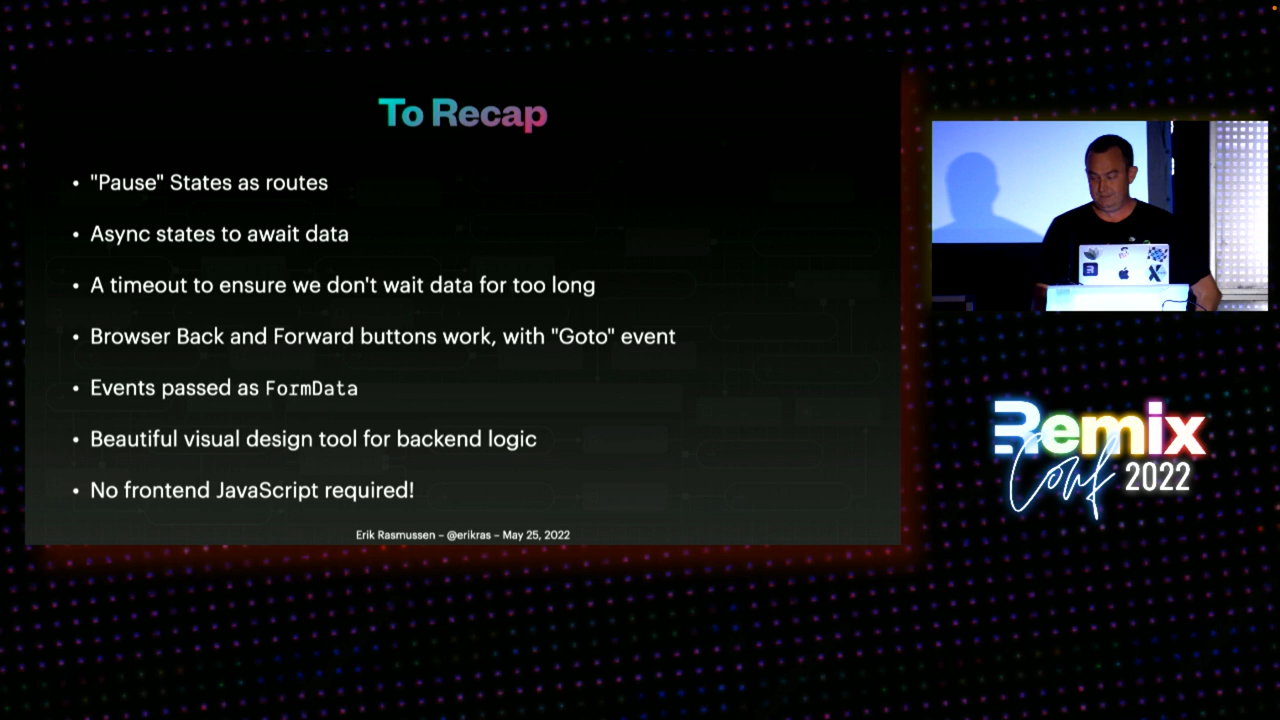 To Recap
• "Pause" States as routes
• Async states to await data
• A timeout to ensure we don't wait data for too long
• Browser Back and Forward buttons work, with "Goto" event
• Events passed as FormData
• Beautiful visual design tool for backend logic
• No frontend JavaScript required!
Erik Rasmussen – @erikras – May 25, 2022
Remix
Conf 2022